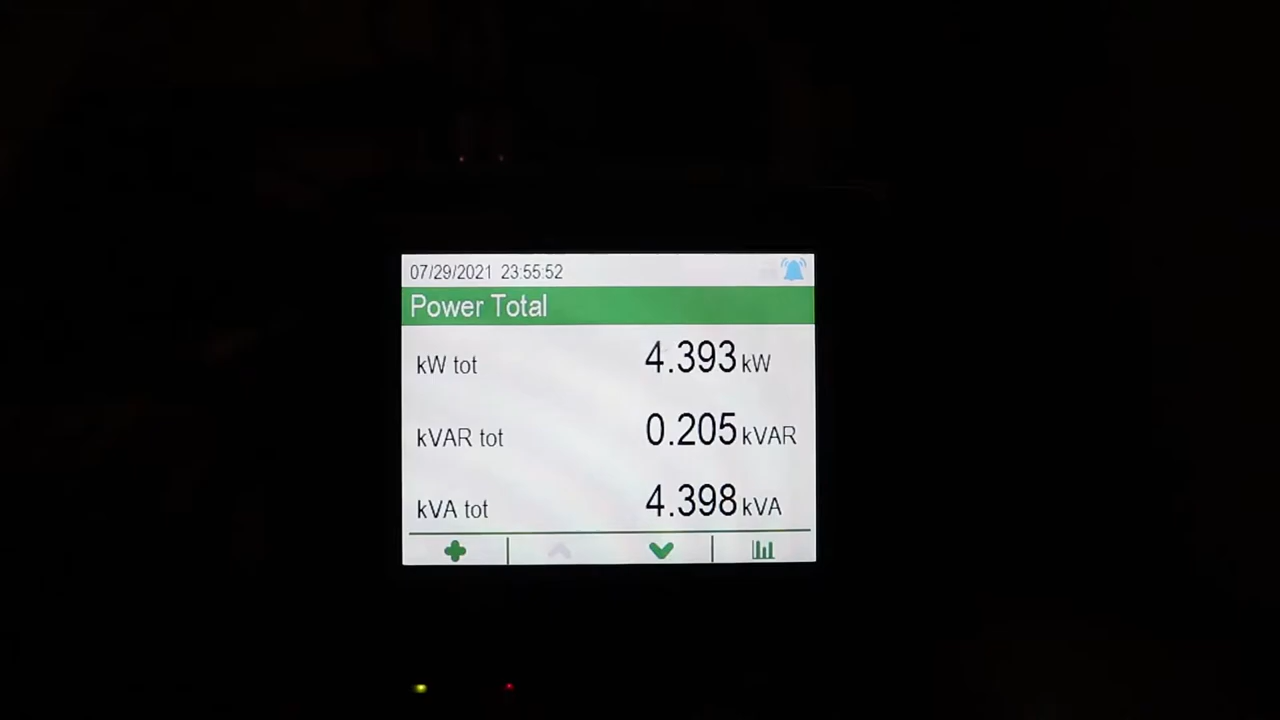 07/29/2021 23:55:52
Power Total
kW tot 4.393 kW
kVAR tot 0.205 kVAR
kVA tot 4.398 kVA